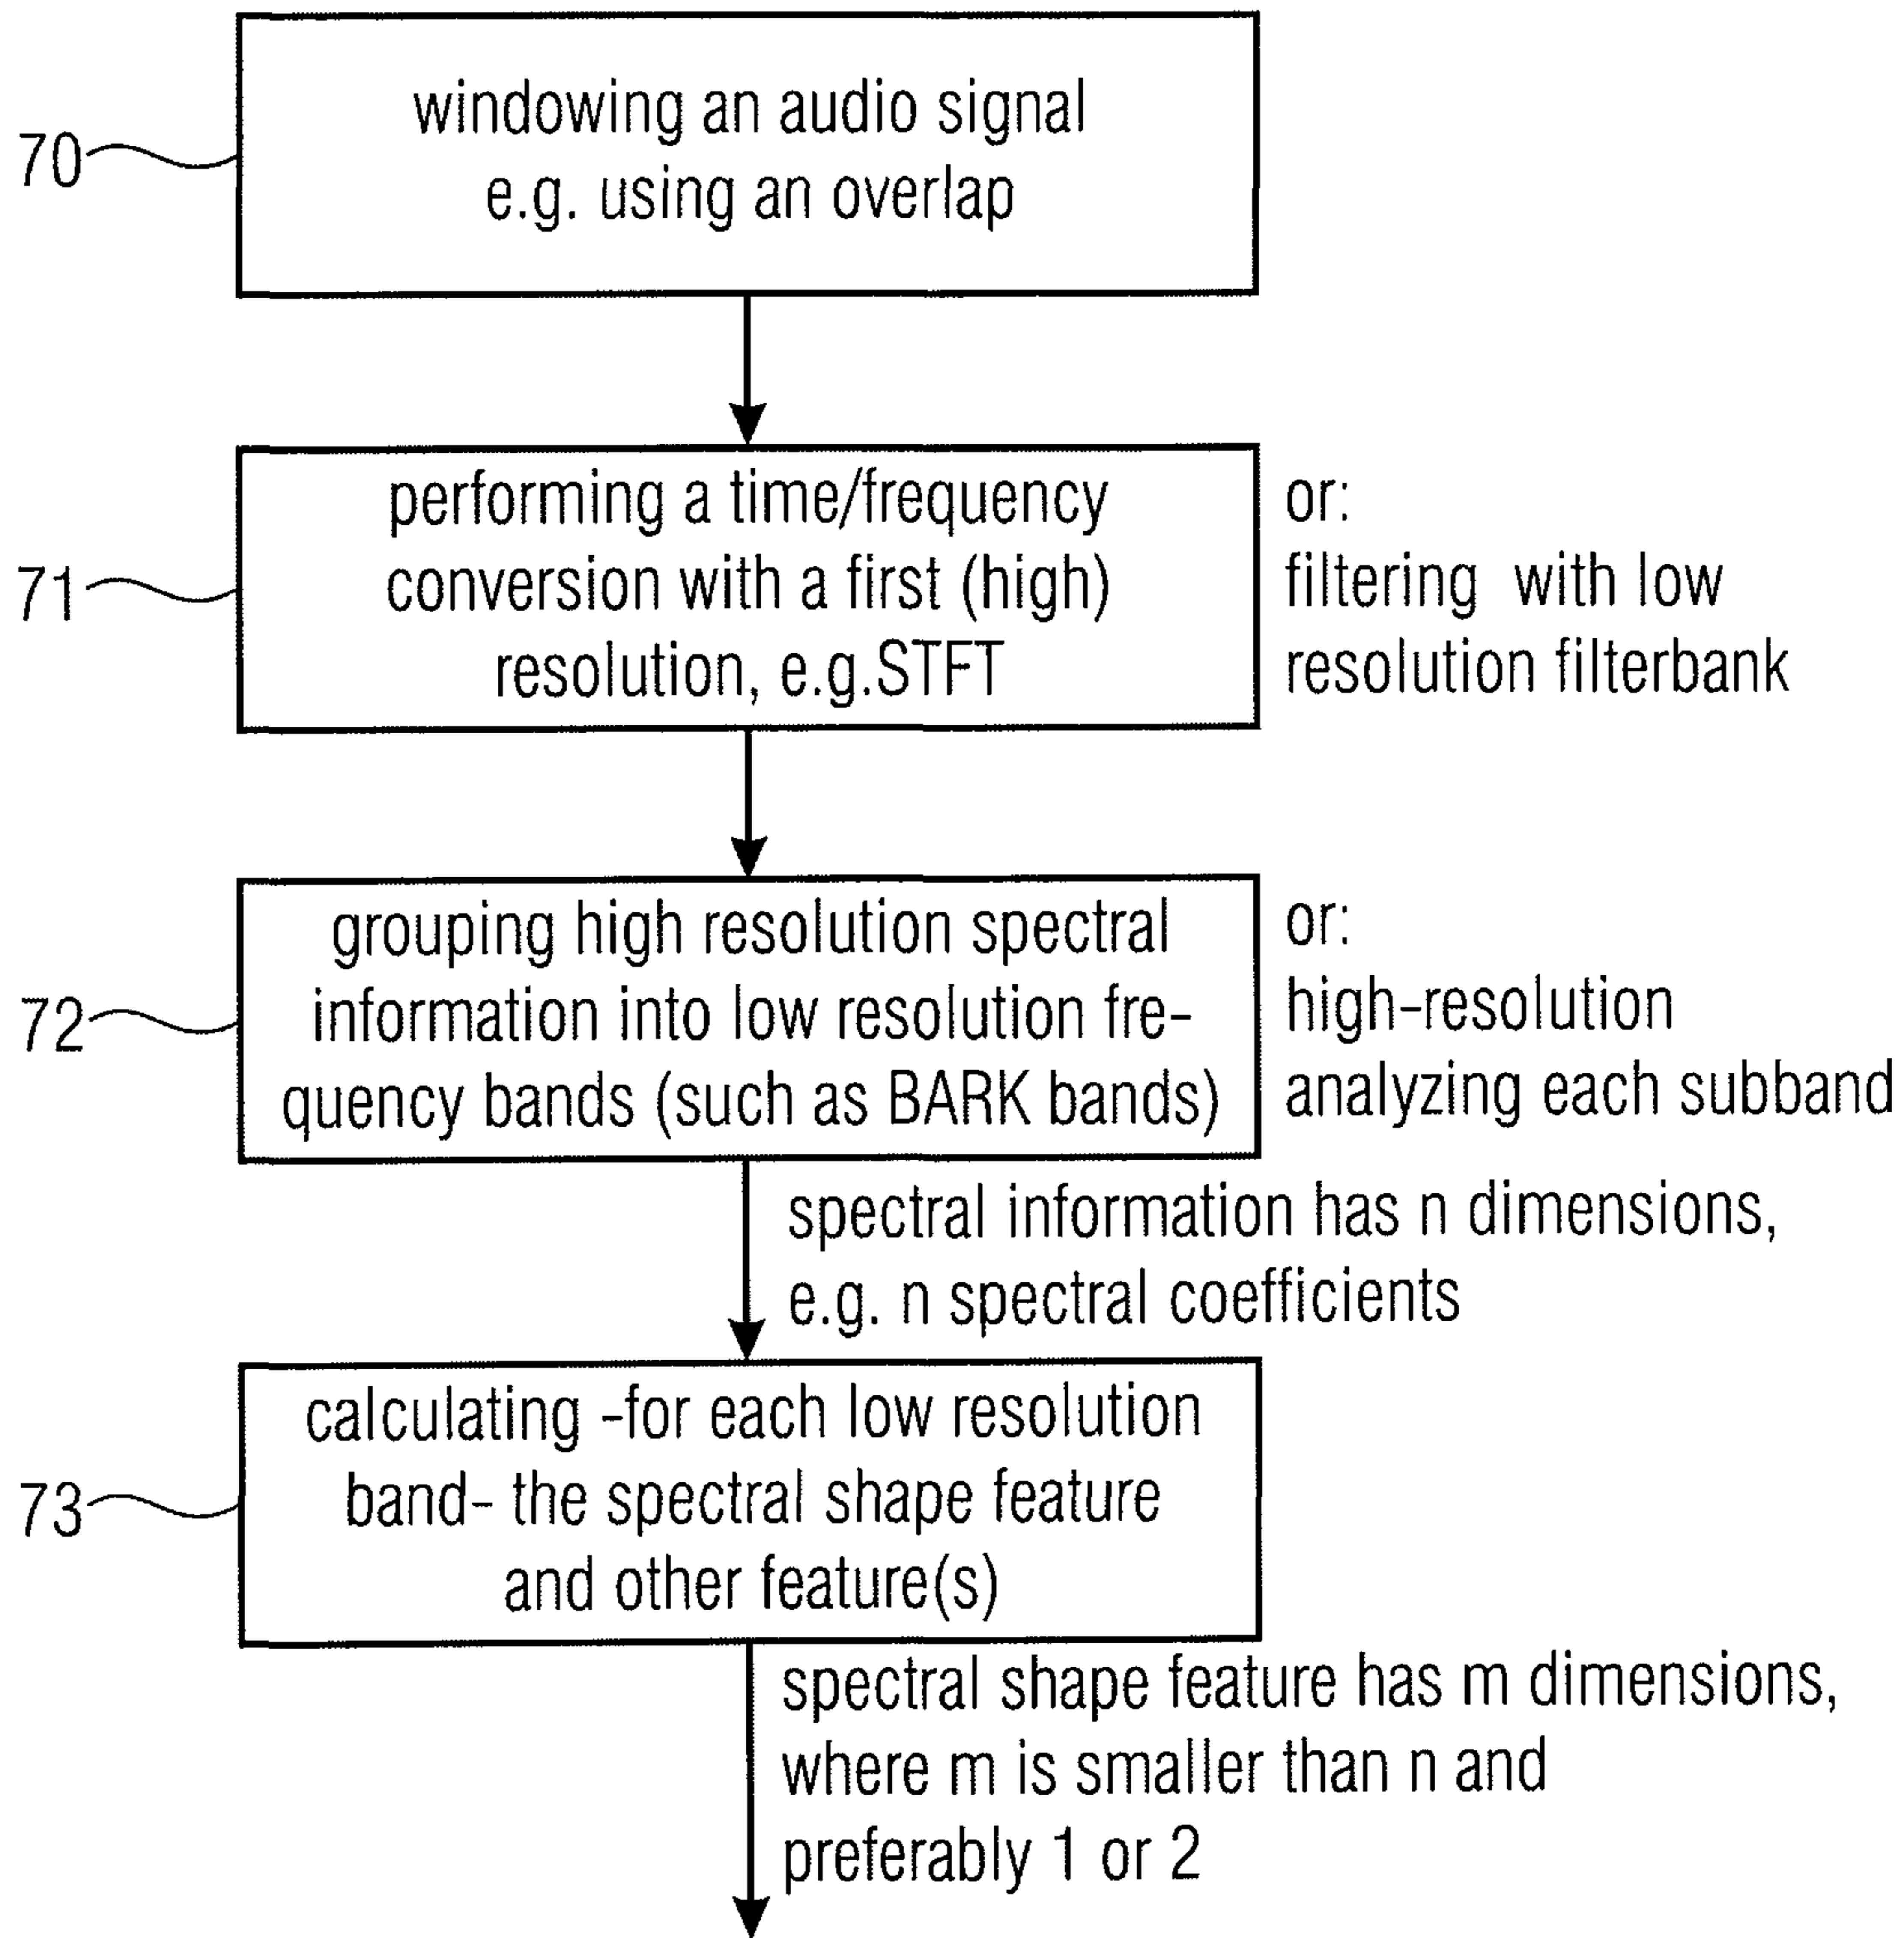 70
windowing an audio signal
e.g. using an overlap
71
performing a time/frequency
conversion with a first (high)
resolution, e.g.STFT
or:
filtering with low
resolution filterbank
72
grouping high resolution spectral
information into low resolution fre-
quency bands (such as BARK bands)
or:
high-resolution
analyzing each subband
spectral information has n dimensions,
e.g. n spectral coefficients
73
calculating -for each low resolution
band- the spectral shape feature
and other feature(s)
spectral shape feature has m dimensions,
where m is smaller than n and
preferably 1 or 2